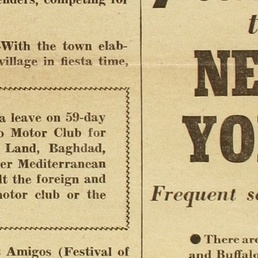 enders, competing for
-With the town elab-
village in fiesta time,
a leave on 59-day
o Motor Club for
Land, Baghdad,
er Mediterranean
lt the foreign and
motor club or the
Amigos (Festival of
NE
YO
Frequent s
● There are
and Buffalo